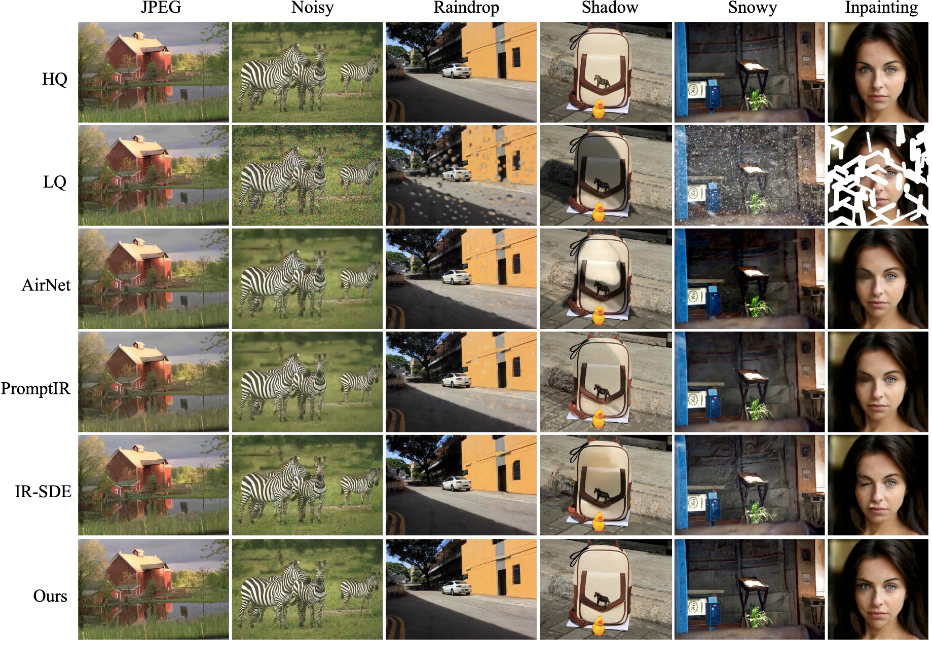 JPEG Noisy Raindrop Shadow Snowy Inpainting
HQ
LQ
AirNet
PromptIR
IR-SDE
Ours